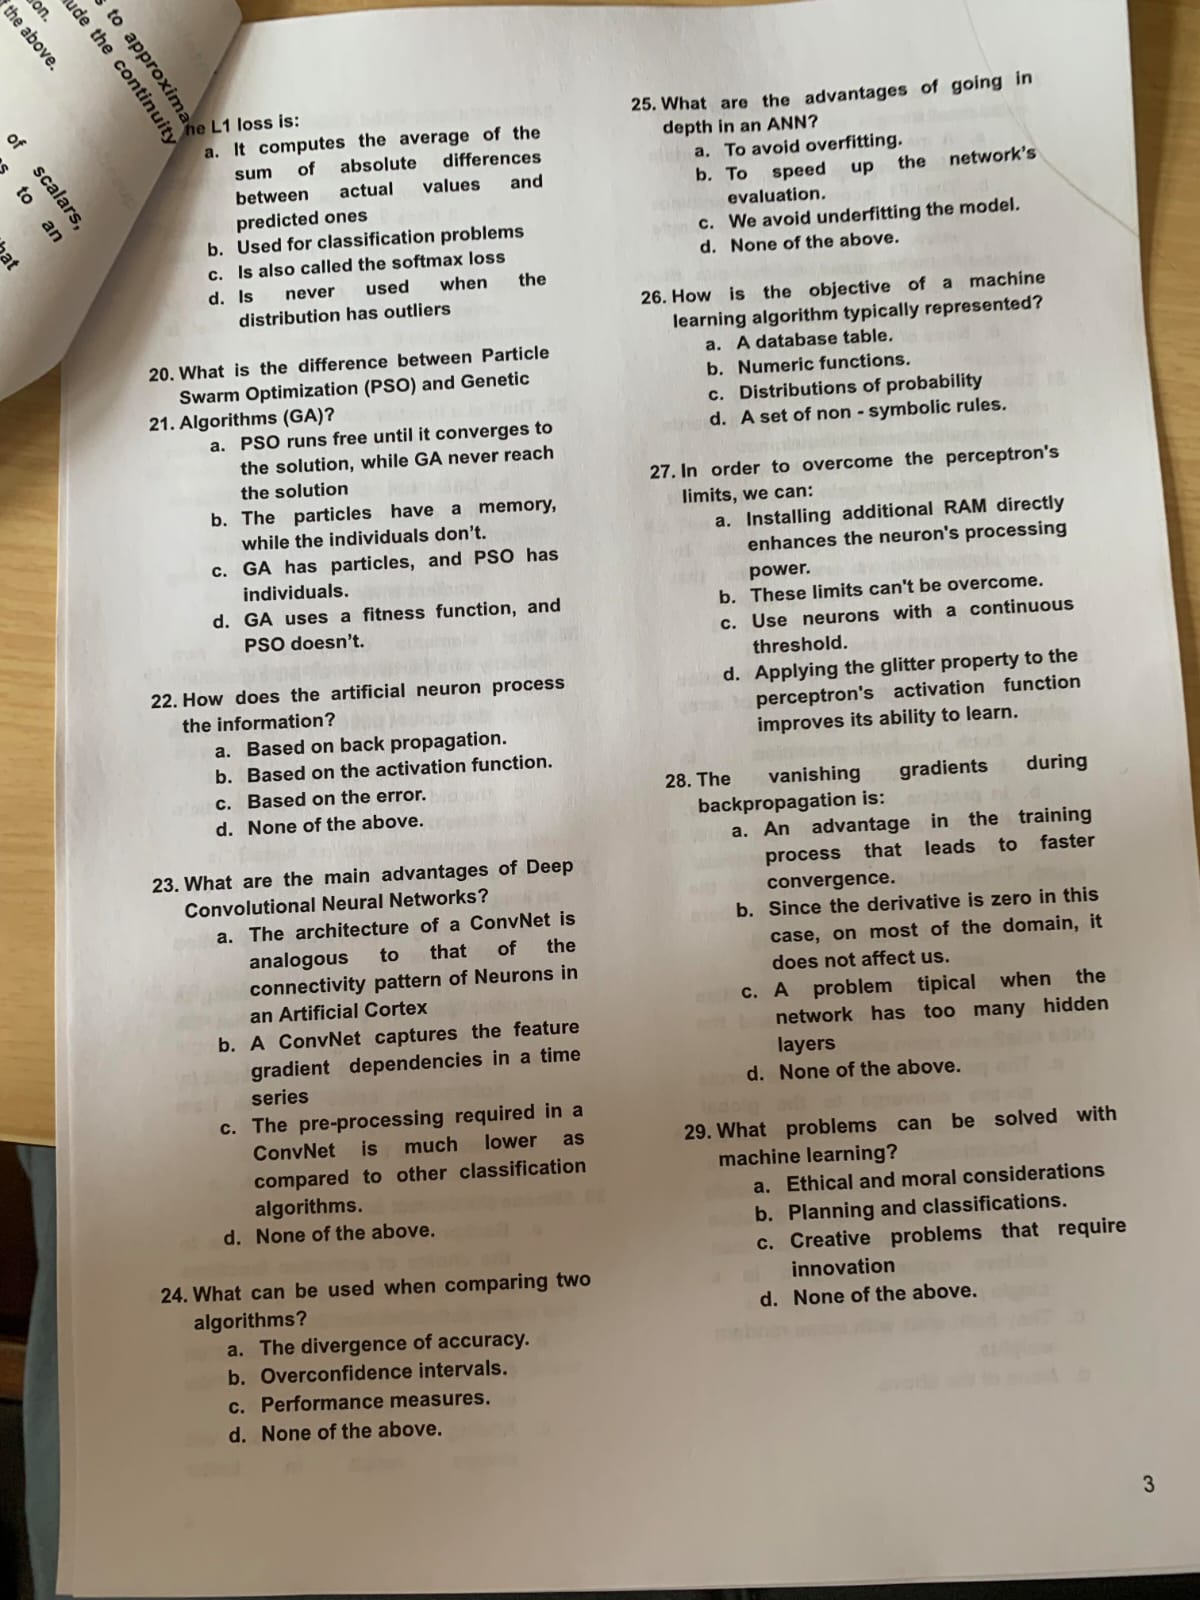 on.
f the above.
ude the continuity
s to approxima
of scalars,
s to an
hat
he L1 loss is:
a. It computes the average of the
sum of absolute differences
between actual values and
predicted ones
b. Used for classification problems
c. Is also called the softmax loss
d. Is never used when the
distribution has outliers
20. What is the difference between Particle
Swarm Optimization (PSO) and Genetic
21. Algorithms (GA)?
a. PSO runs free until it converges to
the solution, while GA never reach
the solution
b. The particles have a memory,
while the individuals don't.
c. GA has particles, and PSO has
individuals.
d. GA uses a fitness function, and
PSO doesn't.
22. How does the artificial neuron process
the information?
a. Based on back propagation.
b. Based on the activation function.
c. Based on the error.
d. None of the above.
23. What are the main advantages of Deep
Convolutional Neural Networks?
a. The architecture of a ConvNet is
analogous to that of the
connectivity pattern of Neurons in
an Artificial Cortex
b. A ConvNet captures the feature
gradient dependencies in a time
series
c. The pre-processing required in a
ConvNet is much lower as
compared to other classification
algorithms.
d. None of the above.
24. What can be used when comparing two
algorithms?
a. The divergence of accuracy.
b. Overconfidence intervals.
c. Performance measures.
d. None of the above.
25. What are the advantages of going in
depth in an ANN?
a. To avoid overfitting.
b. To speed up the network's
evaluation.
c. We avoid underfitting the model.
d. None of the above.
26. How is the objective of a machine
learning algorithm typically represented?
a. A database table.
b. Numeric functions.
c. Distributions of probability
d. A set of non - symbolic rules.
27. In order to overcome the perceptron's
limits, we can:
a. Installing additional RAM directly
enhances the neuron's processing
power.
b. These limits can't be overcome.
c. Use neurons with a continuous
threshold.
d. Applying the glitter property to the
perceptron's activation function
improves its ability to learn.
28. The vanishing gradients during
backpropagation is:
a. An advantage in the training
process that leads to faster
convergence.
b. Since the derivative is zero in this
case, on most of the domain, it
does not affect us.
c. A problem tipical when the
network has too many hidden
layers
d. None of the above.
29. What problems can be solved with
machine learning?
a. Ethical and moral considerations
b. Planning and classifications.
c. Creative problems that require
innovation
d. None of the above.
3